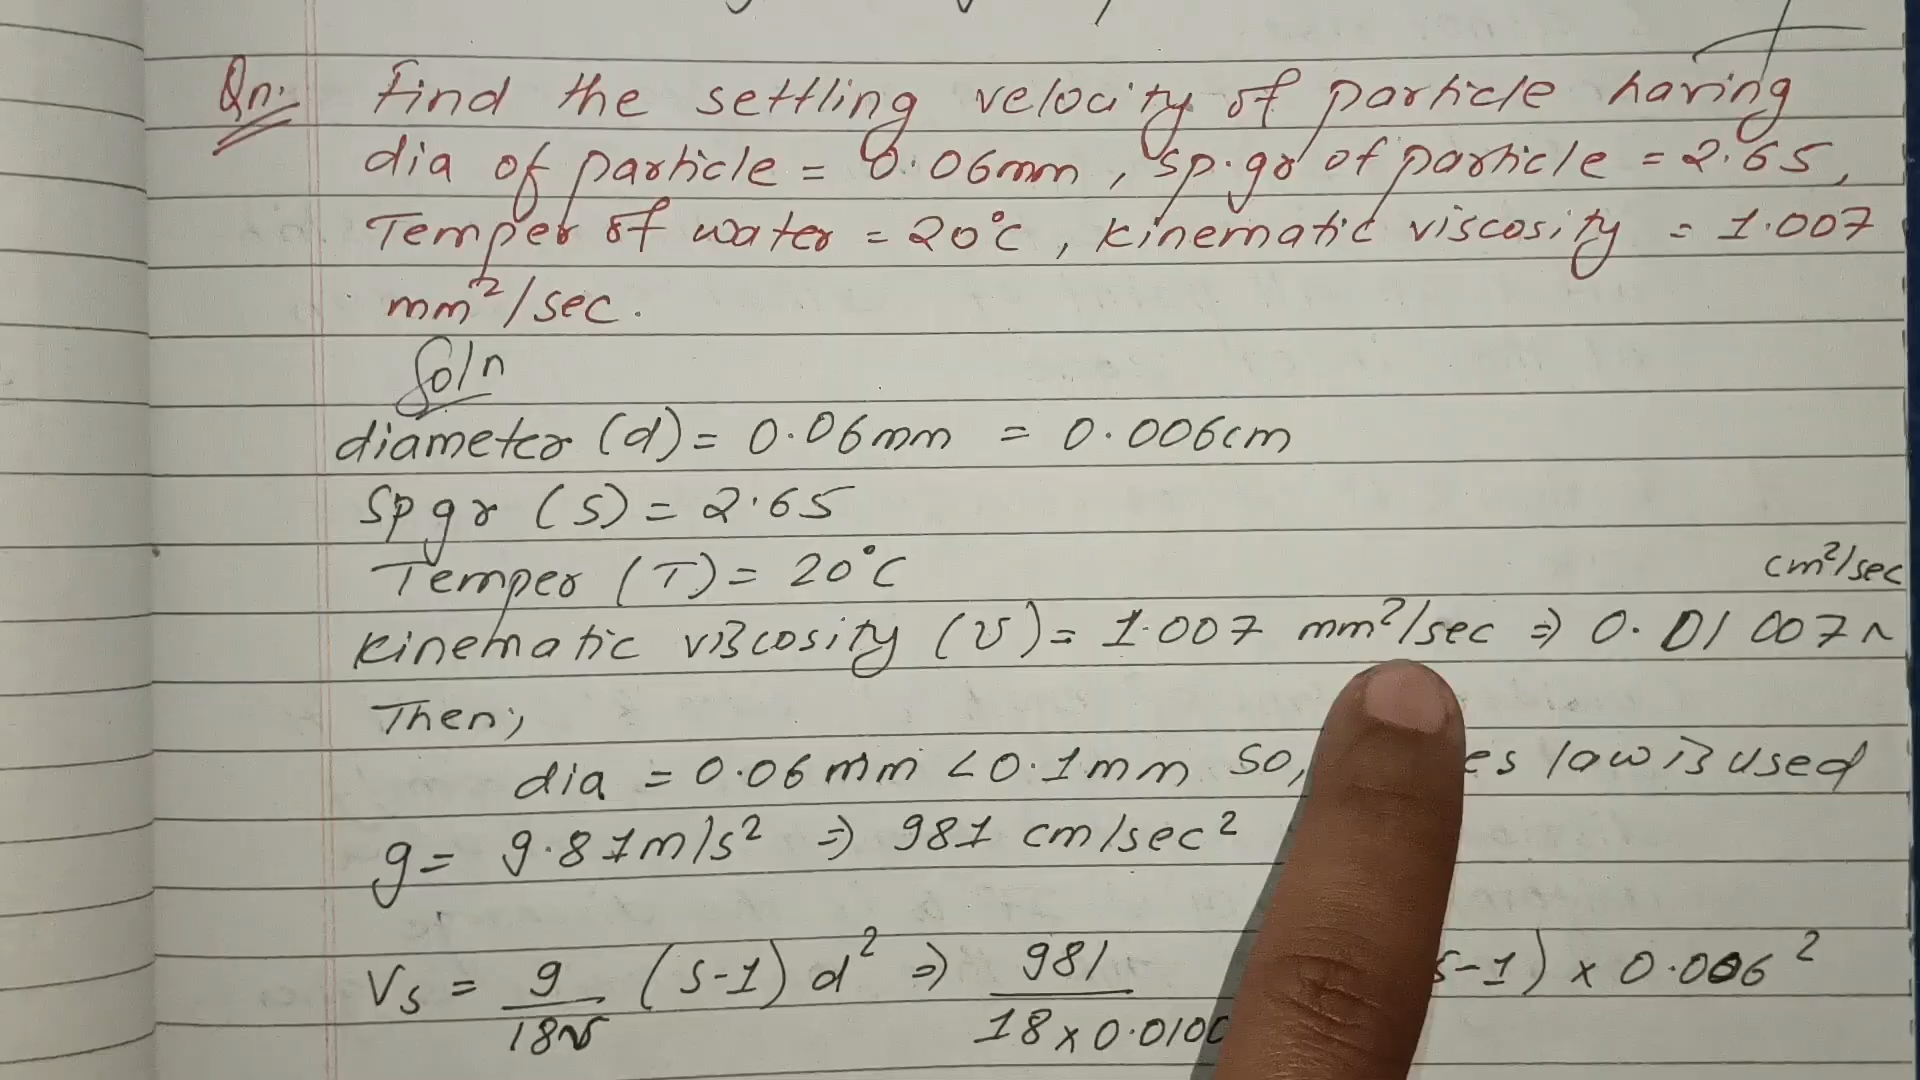 Qn. Find the settling velocity of particle having
dia of particle = 0.06mm, sp.gr of particle = 2.65,
Temper of water = 20°C, Kinematic viscosity = 1.007
mm²/sec.
Soln
diameter (d) = 0.06mm = 0.006cm
Sp gr (S) = 2.65
Temper (T) = 20°C
cm²/sec
Kinematic viscosity (υ) = 1.007 mm²/sec ⇒ 0.01007
Then;
dia = 0.06 mm < 0.1mm so, es law is used
g = 9.81m/s² ⇒ 981 cm/sec²
Vs = g/18υ (s-1) d² ⇒ 981/18 x 0.010 s-1) x 0.006²